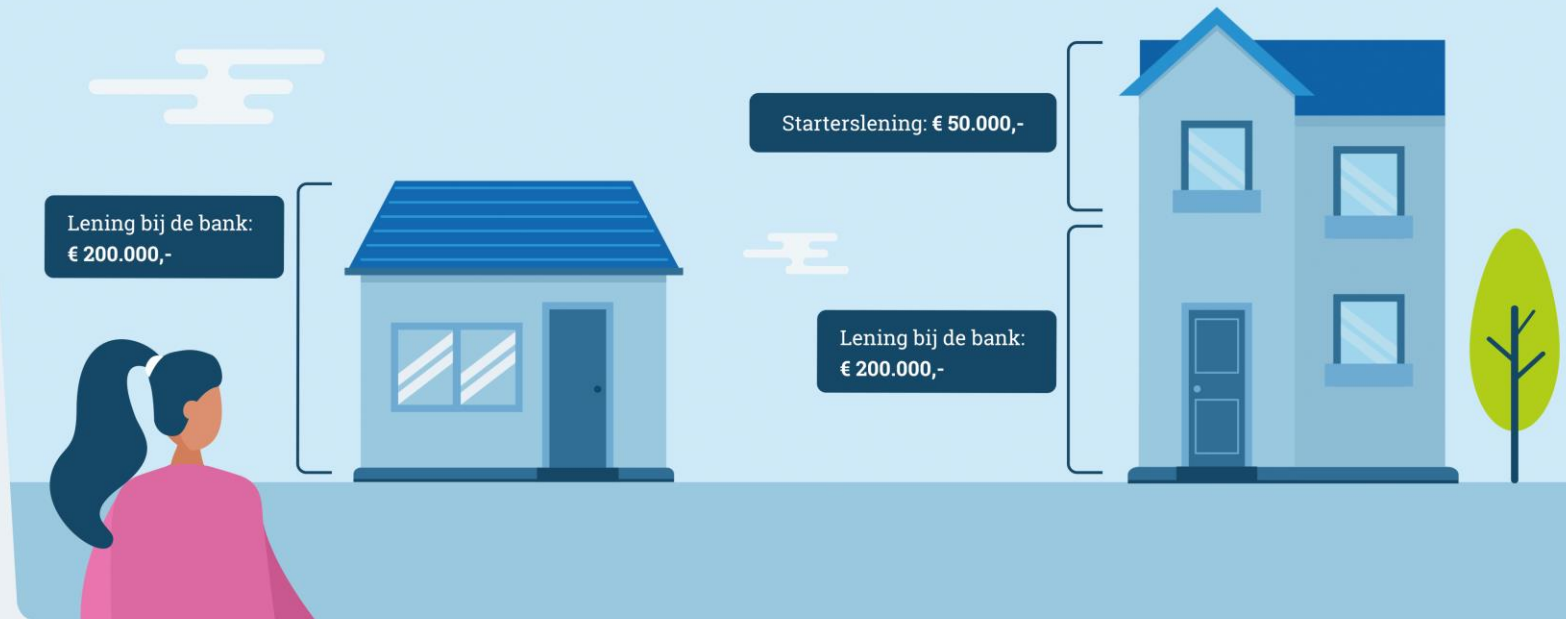 Lening bij de bank:
€ 200.000,-
Starterslening: € 50.000,-
Lening bij de bank:
€ 200.000,-